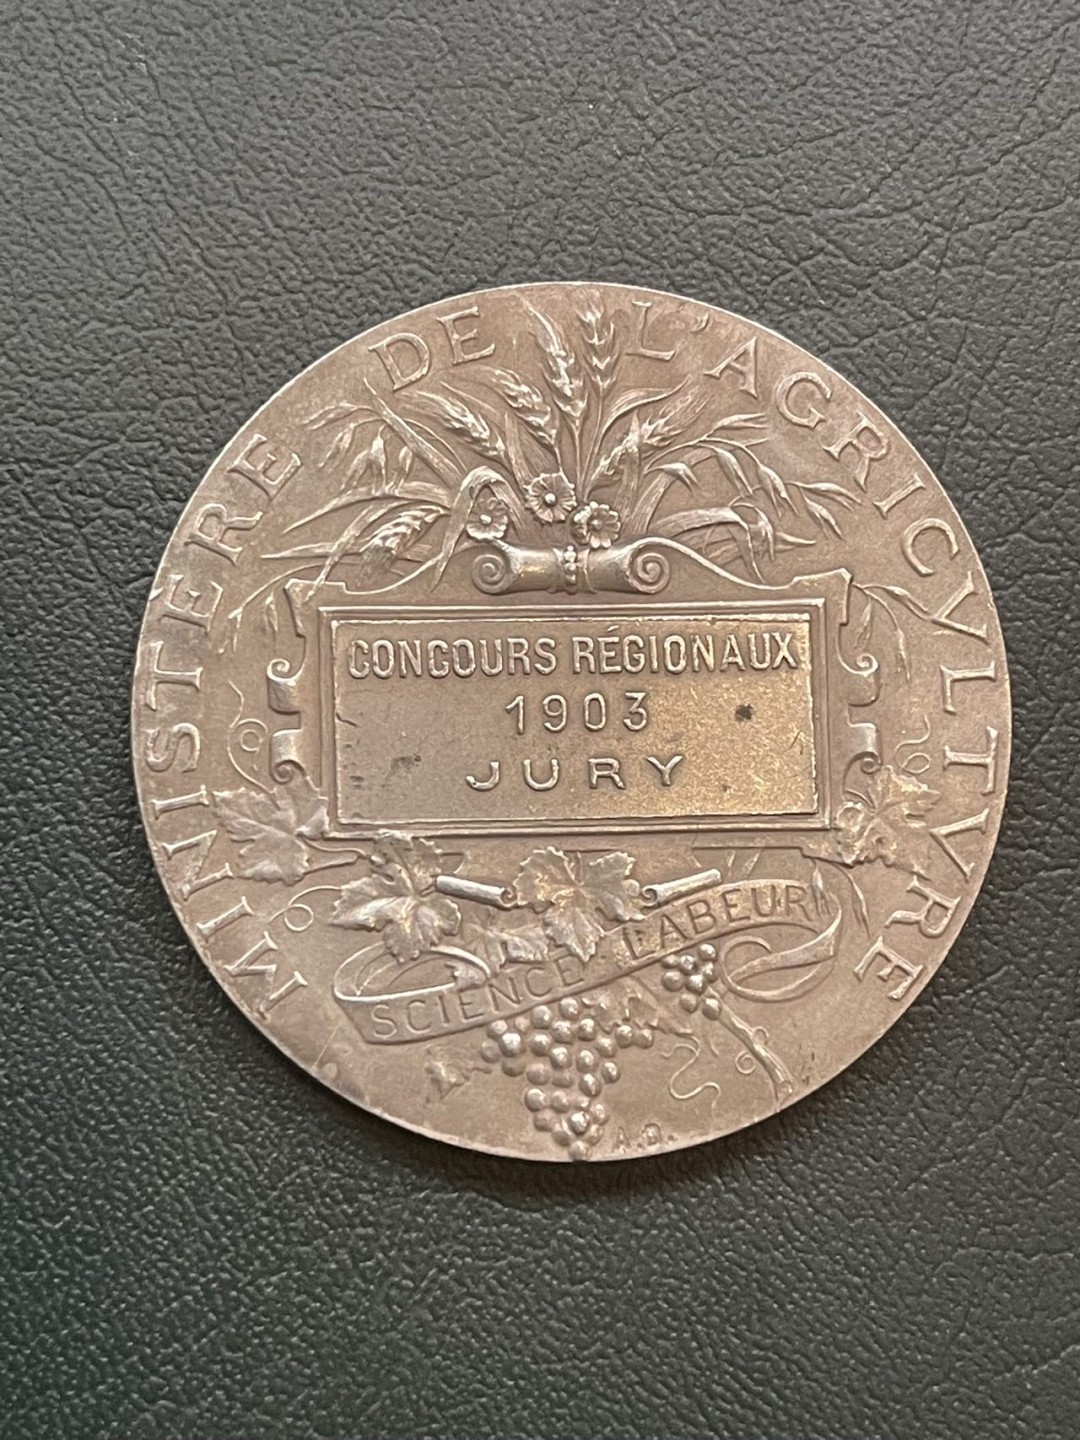 MINISTERE DE L'AGRICVLTVRE
CONCOURS RÉGIONAUX
1903
JURY
SCIENCE · LABEUR
A.D.